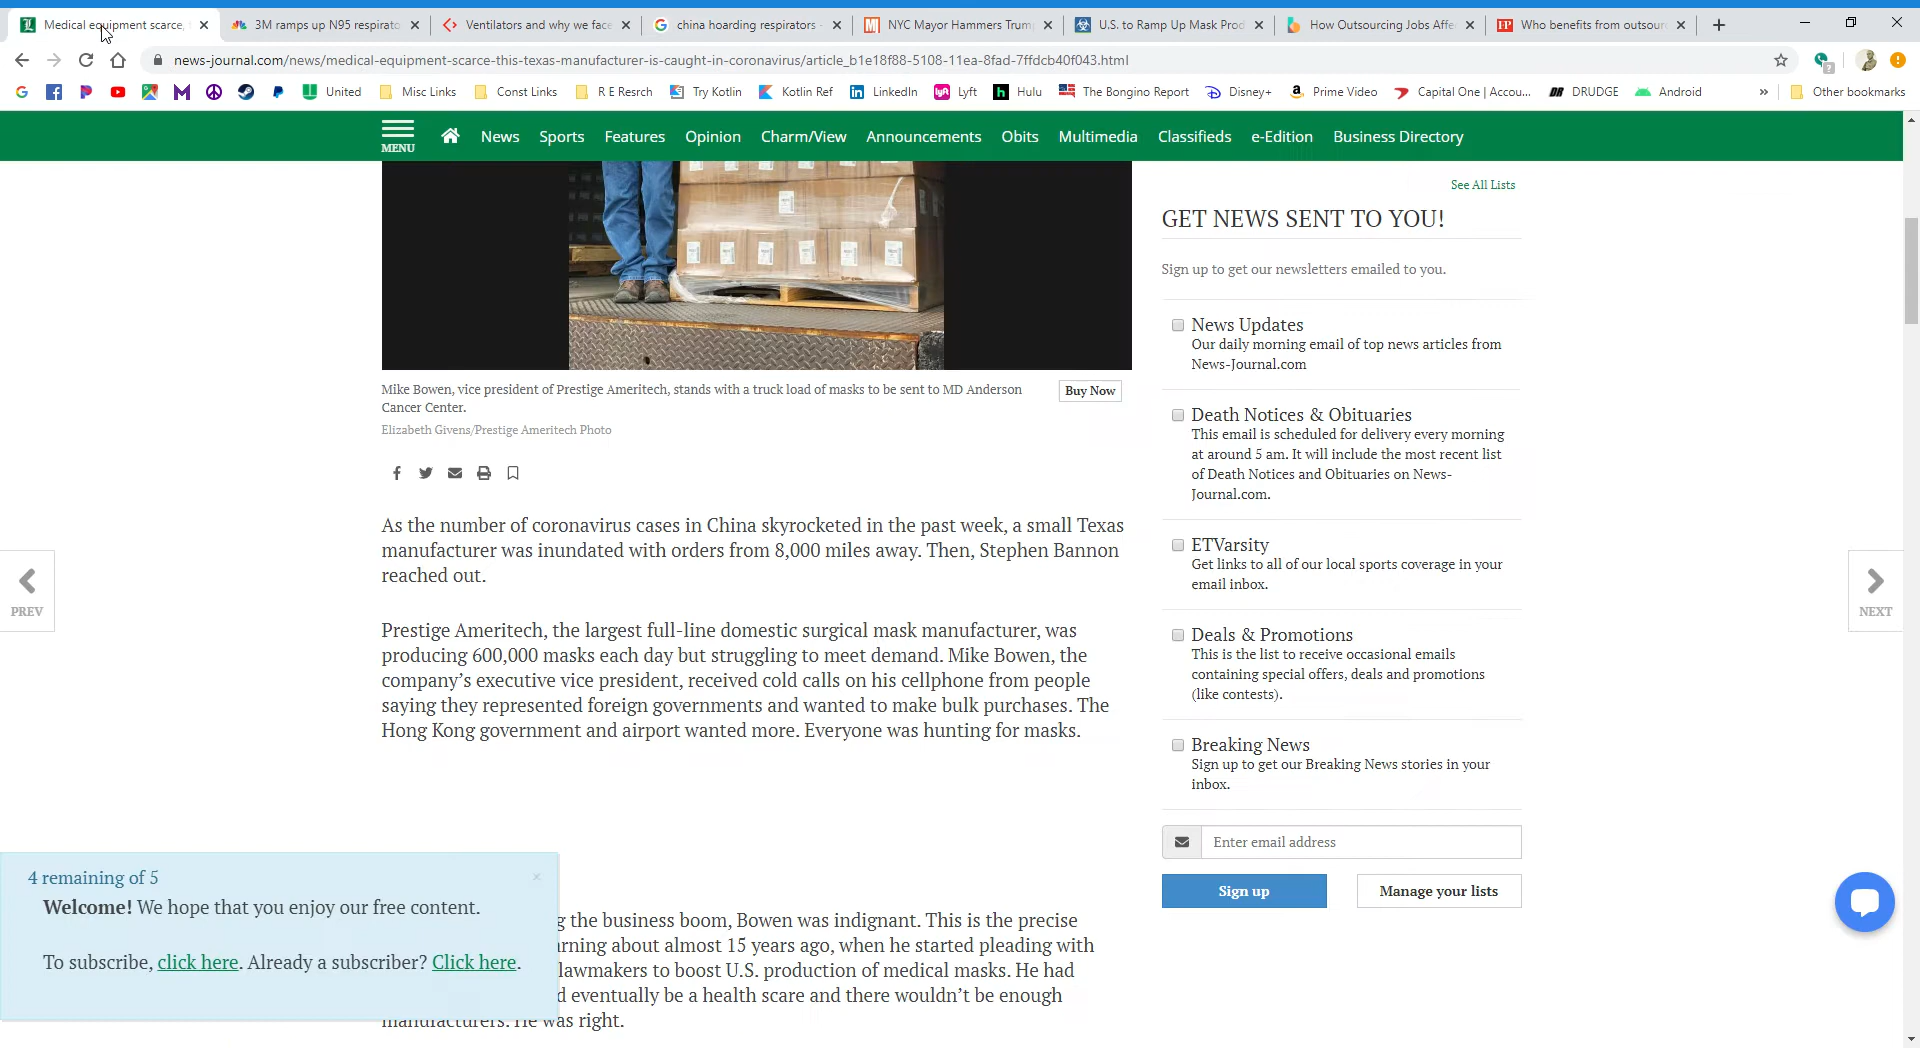 Medical equipment scarce,
3M ramps up N95 respirato
Ventilators and why we face
china hoarding respirators -
NYC Mayor Hammers Trum
U.S. to Ramp Up Mask Prod
How Outsourcing Jobs Affe
Who benefits from outsour
news-journal.com/news/medical-equipment-scarce-this-texas-manufacturer-is-caught-in-coronavirus/article_b1e18f88-5108-11ea-8fad-7ffdcb40f043.html
United Misc Links Const Links R E Resrch Try Kotlin Kotlin Ref LinkedIn Lyft Hulu The Bongino Report Disney+ Prime Video Capital One | Accou... DRUDGE Android » Other bookmarks
MENU News Sports Features Opinion Charm/View Announcements Obits Multimedia Classifieds e-Edition Business Directory
Mike Bowen, vice president of Prestige Ameritech, stands with a truck load of masks to be sent to MD Anderson
Cancer Center.
Buy Now
Elizabeth Givens/Prestige Ameritech Photo
As the number of coronavirus cases in China skyrocketed in the past week, a small Texas
manufacturer was inundated with orders from 8,000 miles away. Then, Stephen Bannon
reached out.
Prestige Ameritech, the largest full-line domestic surgical mask manufacturer, was
producing 600,000 masks each day but struggling to meet demand. Mike Bowen, the
company's executive vice president, received cold calls on his cellphone from people
saying they represented foreign governments and wanted to make bulk purchases. The
Hong Kong government and airport wanted more. Everyone was hunting for masks.
g the business boom, Bowen was indignant. This is the precise
rning about almost 15 years ago, when he started pleading with
lawmakers to boost U.S. production of medical masks. He had
d eventually be a health scare and there wouldn't be enough
manufacturers. He was right.
PREV
NEXT
4 remaining of 5 ×
Welcome! We hope that you enjoy our free content.
To subscribe, click here. Already a subscriber? Click here.
See All Lists
GET NEWS SENT TO YOU!
Sign up to get our newsletters emailed to you.
News Updates
Our daily morning email of top news articles from
News-Journal.com
Death Notices & Obituaries
This email is scheduled for delivery every morning
at around 5 am. It will include the most recent list
of Death Notices and Obituaries on News-
Journal.com.
ETVarsity
Get links to all of our local sports coverage in your
email inbox.
Deals & Promotions
This is the list to receive occasional emails
containing special offers, deals and promotions
(like contests).
Breaking News
Sign up to get our Breaking News stories in your
inbox.
Enter email address
Sign up
Manage your lists